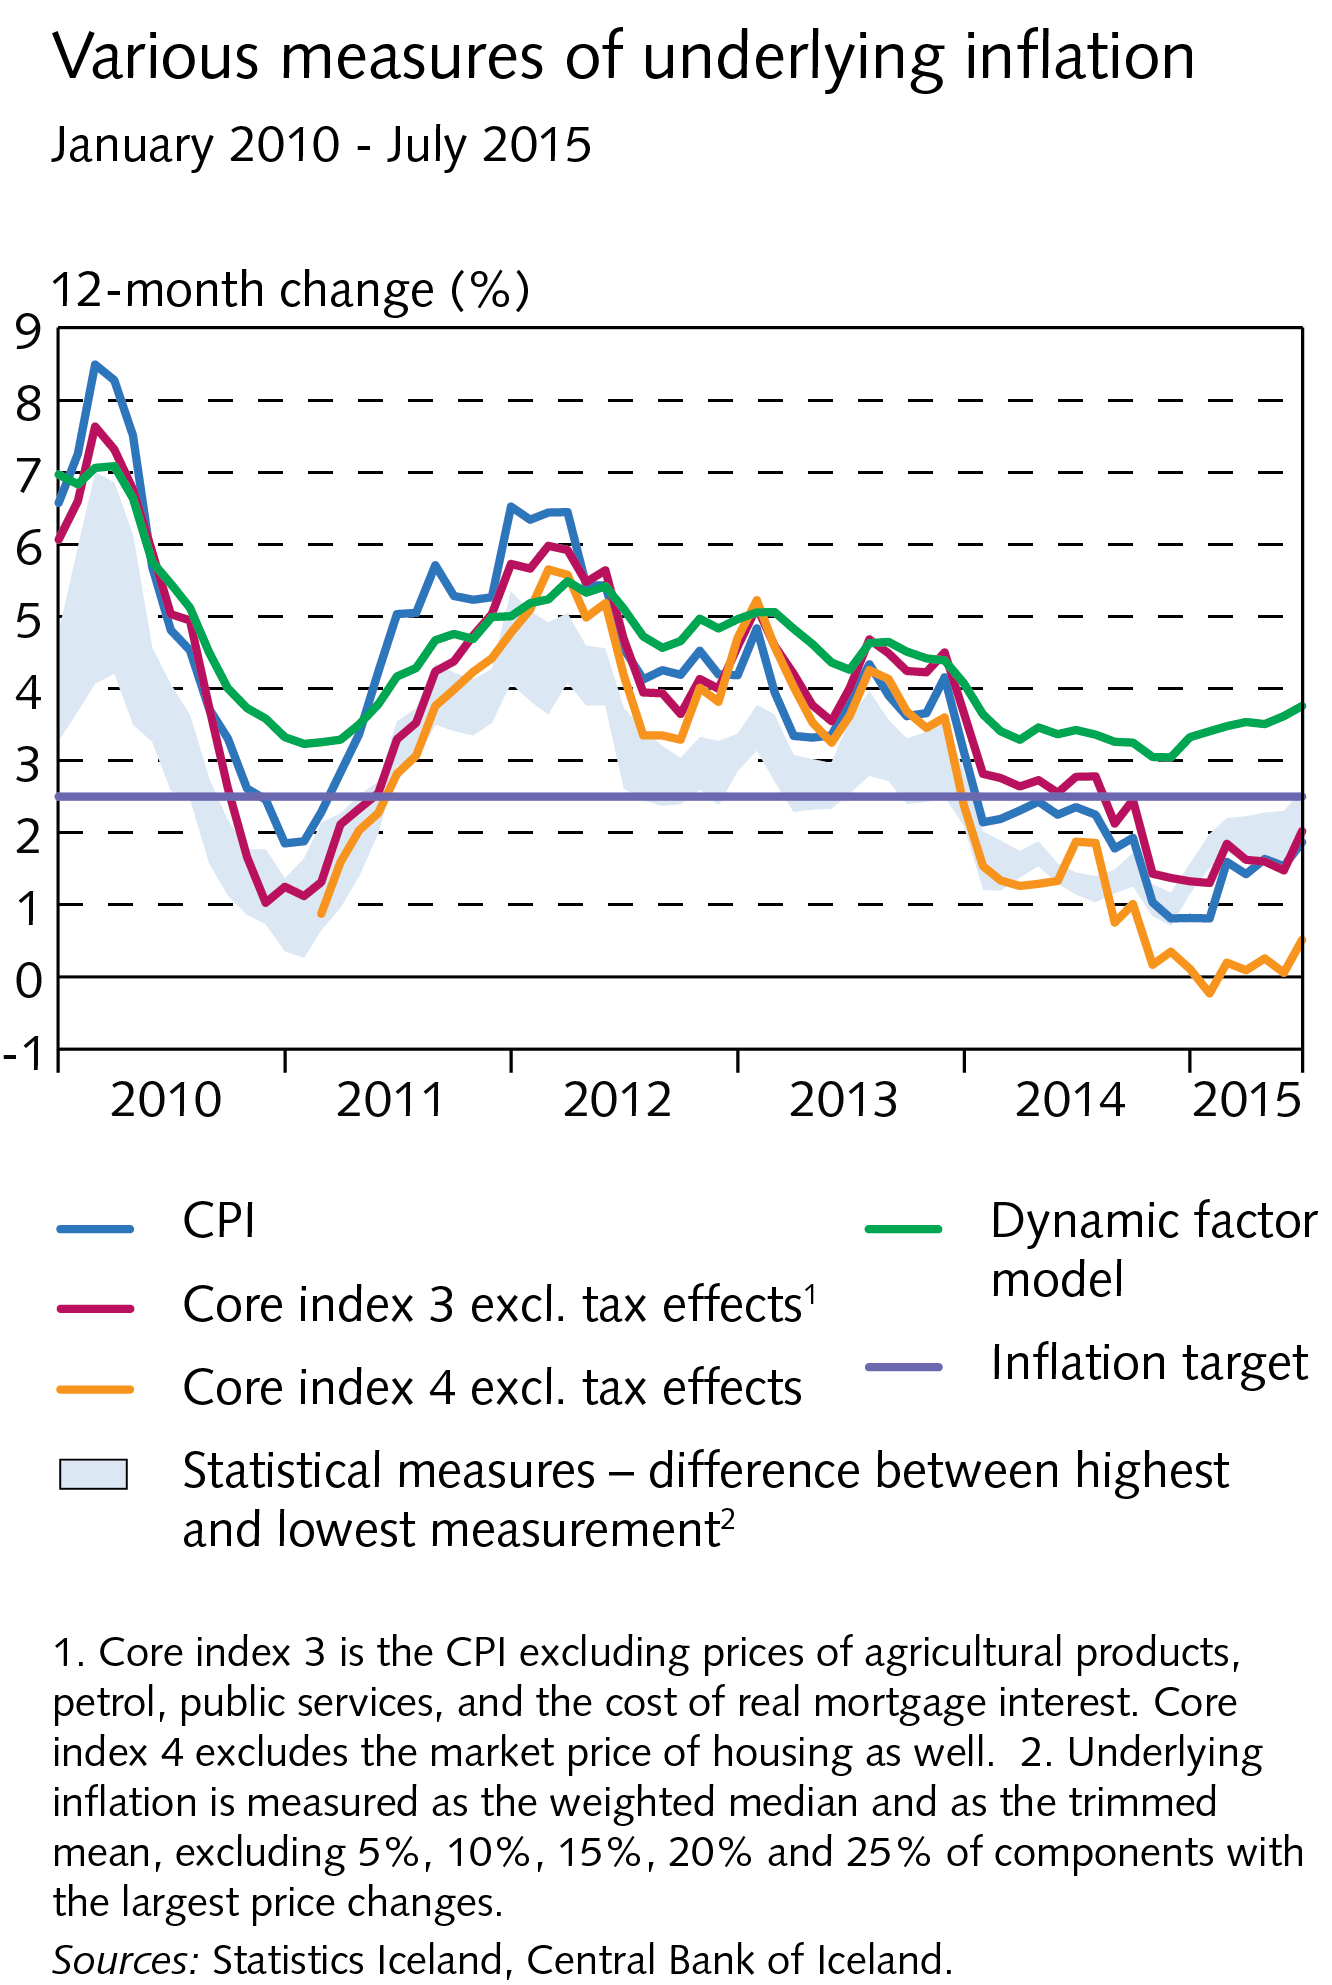 Various measures of underlying inflation
January 2010 - July 2015
12-month change (%)
9
8
7
6
5
4
3
2
1
0
-1
2010 2011 2012 2013 2014 2015
CPI
Core index 3 excl. tax effects¹
Core index 4 excl. tax effects
Statistical measures – difference between highest
and lowest measurement²
Dynamic factor
model
Inflation target
1. Core index 3 is the CPI excluding prices of agricultural products,
petrol, public services, and the cost of real mortgage interest. Core
index 4 excludes the market price of housing as well.  2. Underlying
inflation is measured as the weighted median and as the trimmed
mean, excluding 5%, 10%, 15%, 20% and 25% of components with
the largest price changes.
Sources: Statistics Iceland, Central Bank of Iceland.